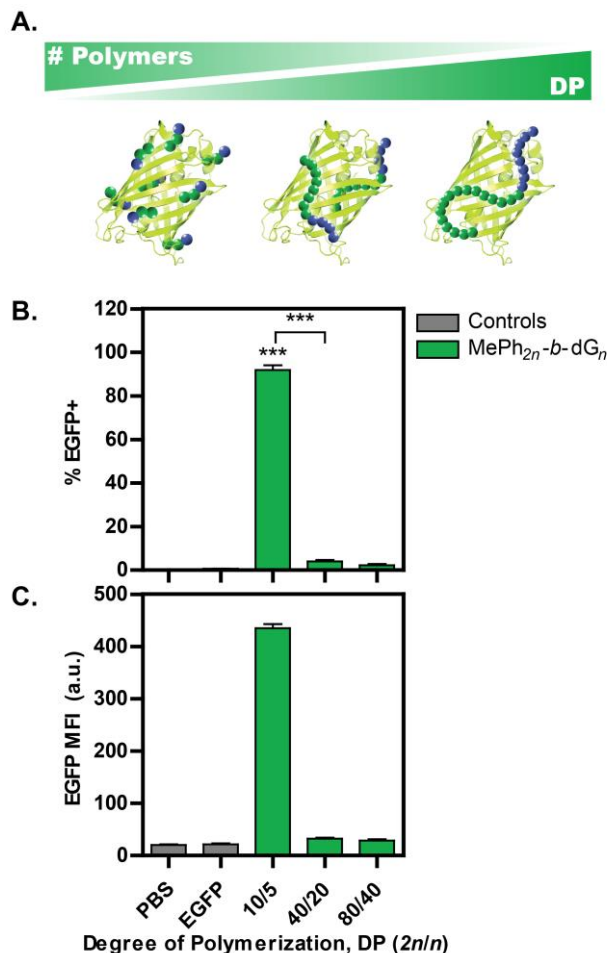 A.
# Polymers
DP
B.
120
100
80
60
40
20
0
% EGFP+
***
***
Controls
MePh2n-b-dGn
C.
500
400
300
200
100
0
EGFP MFI (a.u.)
PBS
EGFP
10/5
40/20
80/40
Degree of Polymerization, DP (2n/n)